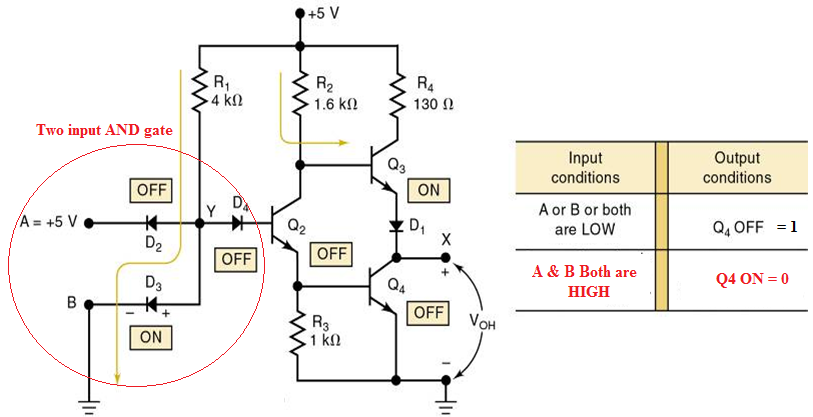 +5 V
R1
4 kΩ
R2
1.6 kΩ
R4
130 Ω
Two input AND gate
Q3
OFF
ON
D4
Y
A = +5 V
D2
OFF
Q2
OFF
D1
X
+
D3
B
− +
ON
Q4
OFF
VOH
R3
1 kΩ
−
Input conditions
Output conditions
A or B or both are LOW
Q4 OFF = 1
A & B Both are HIGH
Q4 ON = 0